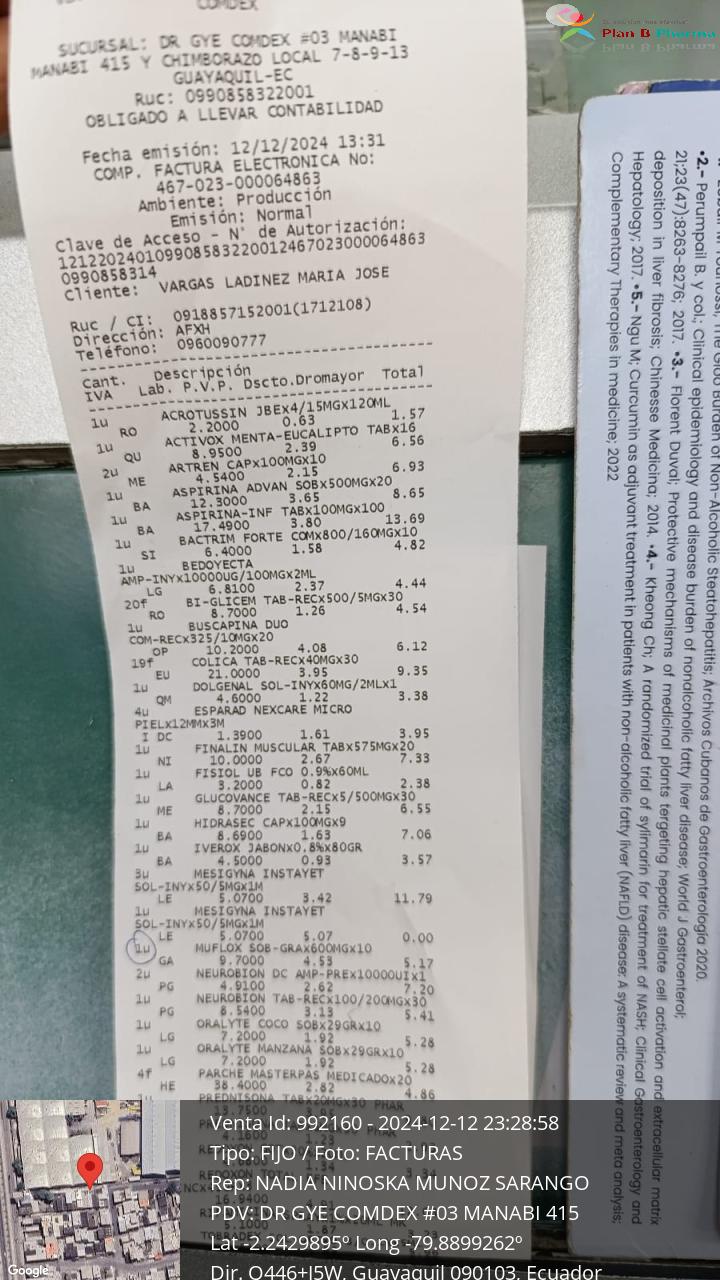 COMDEX
SUCURSAL: DR GYE COMDEX #03 MANABI
MANABI 415 Y CHIMBORAZO LOCAL 7-8-9-13
GUAYAQUIL-EC
Ruc: 0990858322001
OBLIGADO A LLEVAR CONTABILIDAD
Fecha emisión: 12/12/2024 13:31
COMP. FACTURA ELECTRONICA No:
467-023-000064863
Ambiente: Producción
Emisión: Normal
Clave de Acceso - N° de Autorización:
121220240109908583220012467023000064863
0990858314
Cliente: VARGAS LADINEZ MARIA JOSE
Ruc / CI: 0918857152001(1712108)
Dirección: AFXH
Teléfono: 0960090777
Cant. Descripción
IVA Lab. P.V.P. Dscto.Dromayor Total
1u ACROTUSSIN JBEx4/15MGx120ML
RO 2.2000 0.63 1.57
1u ACTIVOX MENTA-EUCALIPTO TABx16
QU 8.9500 2.39 6.56
2u ARTREN CAPx100MGx10
ME 4.5400 2.15 6.93
1u ASPIRINA ADVAN SOBx500MGx20
BA 12.3000 3.65 8.65
1u ASPIRINA-INF TABx100MGx100
BA 17.4900 3.80 13.69
1u BACTRIM FORTE COMx800/160MGx10
SI 6.4000 1.58 4.82
1u BEDOYECTA
AMP-INYx10000UG/100MGx2ML
LG 6.8100 2.37 4.44
20f BI-GLICEM TAB-RECx500/5MGx30
RO 8.7000 1.26 4.54
1u BUSCAPINA DUO
COM-RECx325/10MGx20
OP 10.2000 4.08 6.12
19f COLICA TAB-RECx40MGx30
EU 21.0000 3.95 9.35
1u DOLGENAL SOL-INYx60MG/2MLx1
QM 4.6000 1.22 3.38
4u ESPARAD NEXCARE MICRO
PIELx12MMx3M
I DC 1.3900 1.61 3.95
1u FINALIN MUSCULAR TABx575MGx20
NI 10.0000 2.67 7.33
1u FISIOL UB FCO 0.9%x60ML
LA 3.2000 0.82 2.38
1u GLUCOVANCE TAB-RECx5/500MGx30
ME 8.7000 2.15 6.55
1u HIDRASEC CAPx100MGx9
BA 8.6900 1.63 7.06
1u IVEROX JABONx0.8%x80GR
BA 4.5000 0.93 3.57
3u MESIGYNA INSTAYET
SOL-INYx50/5MGx1M
LE 5.0700 3.42 11.79
1u MESIGYNA INSTAYET
SOL-INYx50/5MGx1M
LE 5.0700 5.07 0.00
1u MUFLOX SOB-GRAx600MGx10
GA 9.7000 4.53 5.17
2u NEUROBION DC AMP-PREx10000UIx1
PG 4.9100 2.62 7.20
1u NEUROBION TAB-RECx100/200MGx30
PG 8.5400 3.13 5.41
1u ORALYTE COCO SOBx29GRx10
LG 7.2000 1.92 5.28
1u ORALYTE MANZANA SOBx29GRx10
LG 7.2000 1.92 5.28
4f PARCHE MASTERPAS MEDICADOx20
HE 38.4000 2.82 4.86
PREDNISONA TABx20MGx30 PHAR
Plan B Pharma
•2.- Perumpail B. y col,; Clinical epidemiology and disease burden of nonalcoholic fatty liver disease; World J Gastroenterol;
21;23(47):8263-8276; 2017. •3.- Florent Duval; Protective mechanisms of medicinal plants tergeting hepatic stellate cell activation and extracellular matrix
deposition in liver fibrosis; Chinesse Medicina; 2014. •4.- Kheong Ch; A randomized trial of sylimarin for treatment of NASH; Clinical Gastroenterology and
Hepatology; 2017. •5.- Ngu M; Curcumin as adjuvant treatment in patients with non-alcoholic fatty liver (NAFLD) disease: A systematic review and meta analysis;
Complementary Therapies in medicine; 2022
Venta Id: 992160 - 2024-12-12 23:28:58
Tipo: FIJO / Foto: FACTURAS
Rep: NADIA NINOSKA MUNOZ SARANGO
PDV: DR GYE COMDEX #03 MANABI 415
Lat -2.2429895º Long -79.8899262º
Dir. Q446+J5W, Guayaquil 090103, Ecuador
Google